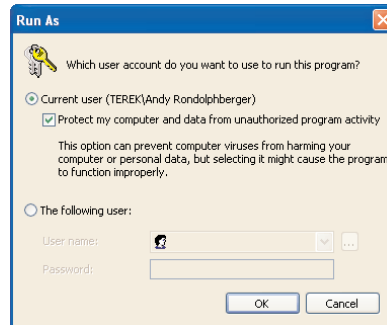 Run As
Which user account do you want to use to run this program?
Current user (TEREK\Andy Rondolphberger)
Protect my computer and data from unauthorized program activity
This option can prevent computer viruses from harming your
computer or personal data, but selecting it might cause the program
to function improperly.
The following user:
User name:
...
Password:
OK Cancel